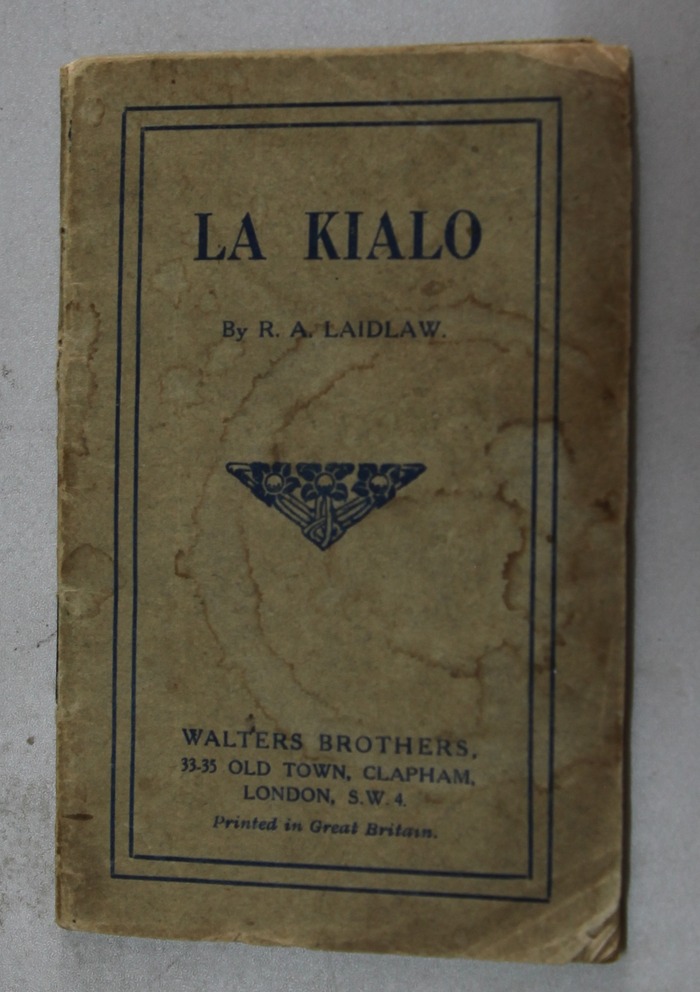 LA KIALO
By R. A. LAIDLAW.
WALTERS BROTHERS,
33-35 OLD TOWN, CLAPHAM,
LONDON, S.W. 4.
Printed in Great Britain.